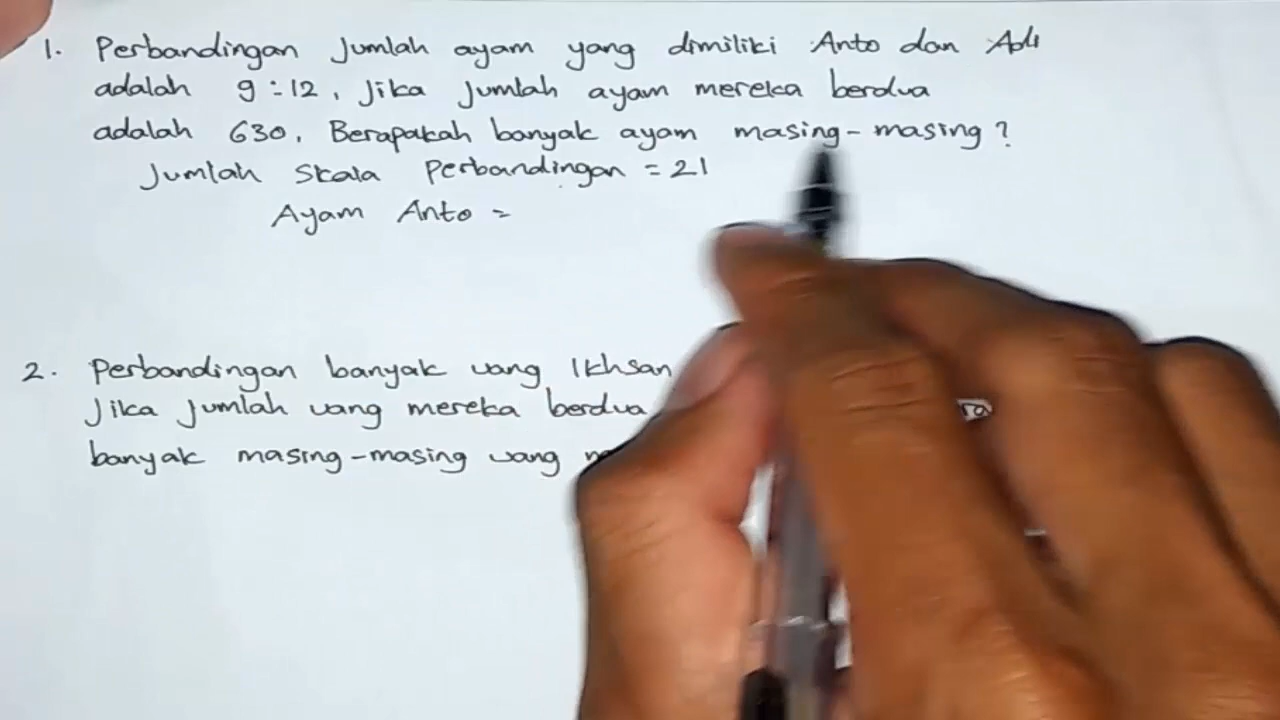 1. Perbandingan Jumlah ayam yang dimiliki Anto dan Adi
adalah 9:12, Jika Jumlah ayam mereka berdua
adalah 630. Berapakah banyak ayam masing-masing?
Jumlah Skala Perbandingan = 21
Ayam Anto =
2. Perbandingan banyak uang Ikhsan
Jika Jumlah uang mereka berdua
banyak masing-masing uang